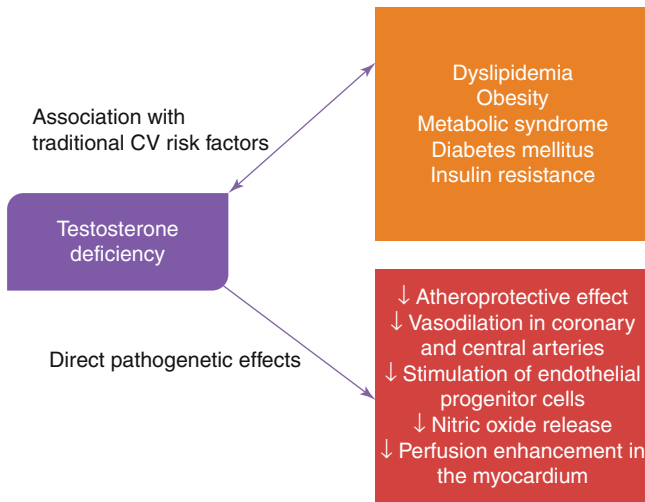 Association with
traditional CV risk factors
Dyslipidemia
Obesity
Metabolic syndrome
Diabetes mellitus
Insulin resistance
Testosterone
deficiency
Direct pathogenetic effects
↓ Atheroprotective effect
↓ Vasodilation in coronary
and central arteries
↓ Stimulation of endothelial
progenitor cells
↓ Nitric oxide release
↓ Perfusion enhancement in
the myocardium